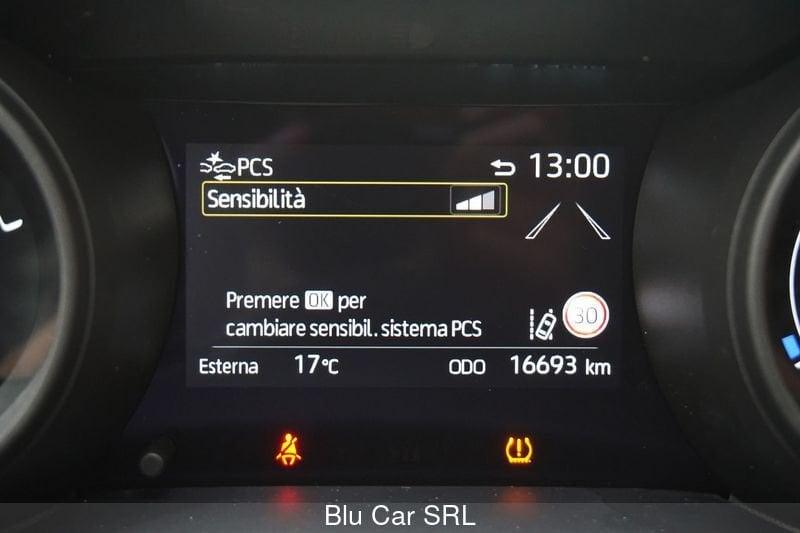 PCS 13:00
Sensibilità
Premere OK per
cambiare sensibil. sistema PCS
30
Esterna 17°C ODO 16693 km
Blu Car SRL